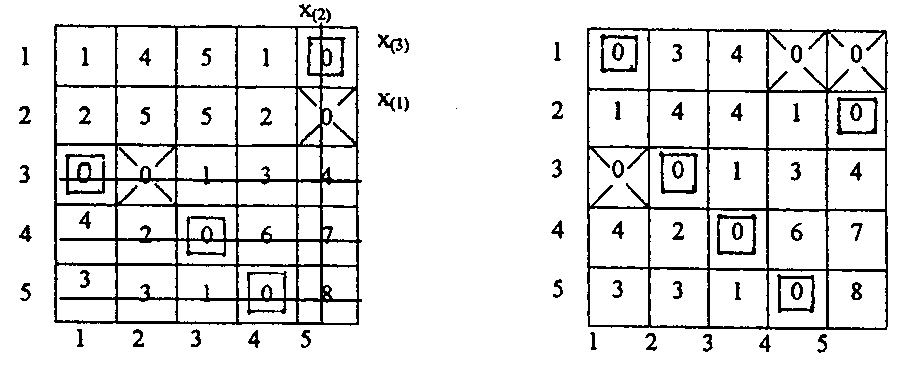 X(2)
1 1 4 5 1 0 X(3)
2 2 5 5 2 0 X(1)
3 0 0 1 3 4
4 4 2 0 6 7
5 3 3 1 0 8
1 2 3 4 5
1 0 3 4 0 0
2 1 4 4 1 0
3 0 0 1 3 4
4 4 2 0 6 7
5 3 3 1 0 8
1 2 3 4 5